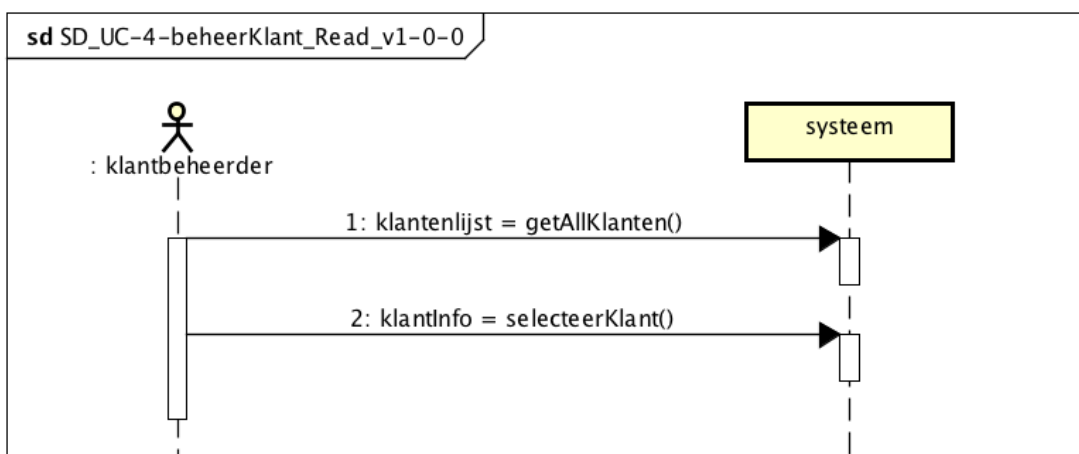 sd SD_UC-4-beheerKlant_Read_v1-0-0
: klantbeheerder
systeem
1: klantenlijst = getAllKlanten()
2: klantInfo = selecteerKlant()